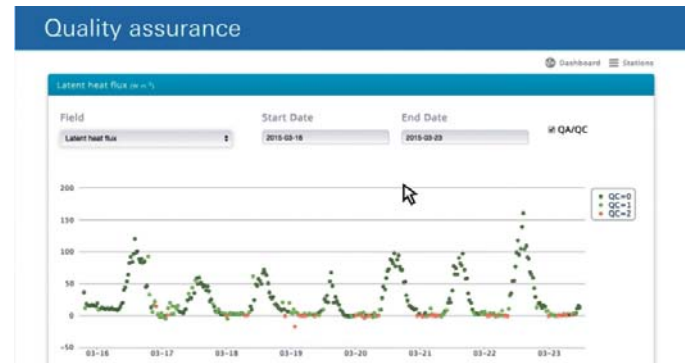 Quality assurance
Dashboard Stations
Latent heat flux (W m⁻²)
Field Start Date End Date
Latent heat flux 2015-03-16 2015-03-23 QA/QC
200
150
100
50
0
-50
QC=0
QC=1
QC=2
03-16 03-17 03-18 03-19 03-20 03-21 03-22 03-23